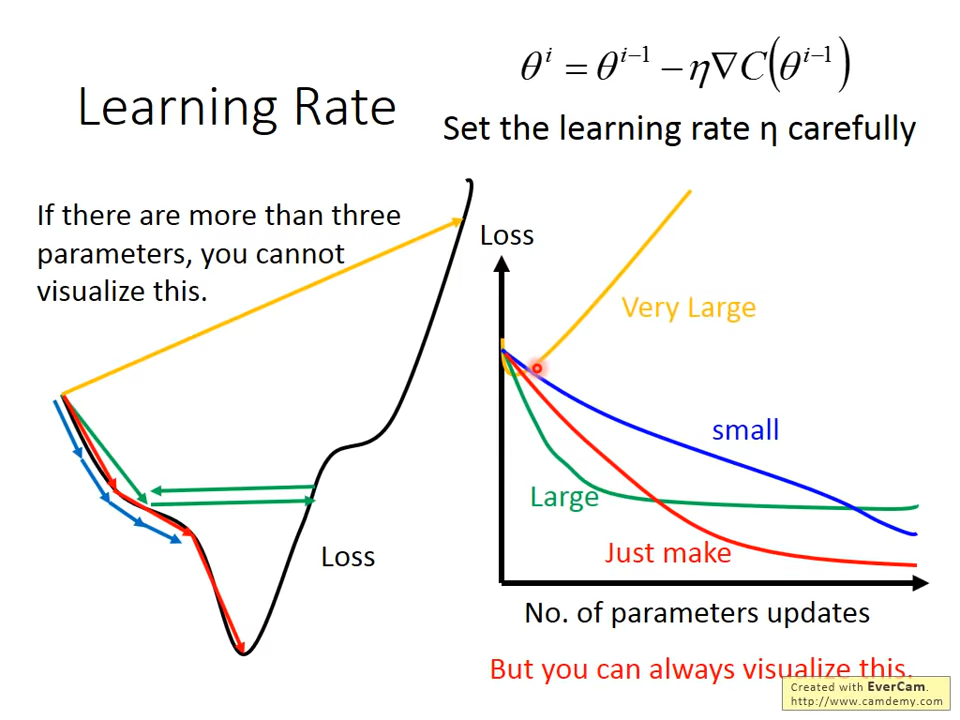 Learning Rate
θ^i = θ^{i−1} − η∇C(θ^{i−1})
Set the learning rate η carefully
If there are more than three
parameters, you cannot
visualize this.
Loss
Loss
Very Large
small
Large
Just make
No. of parameters updates
But you can always visualize this.
Created with EverCam.
http://www.camdemy.com